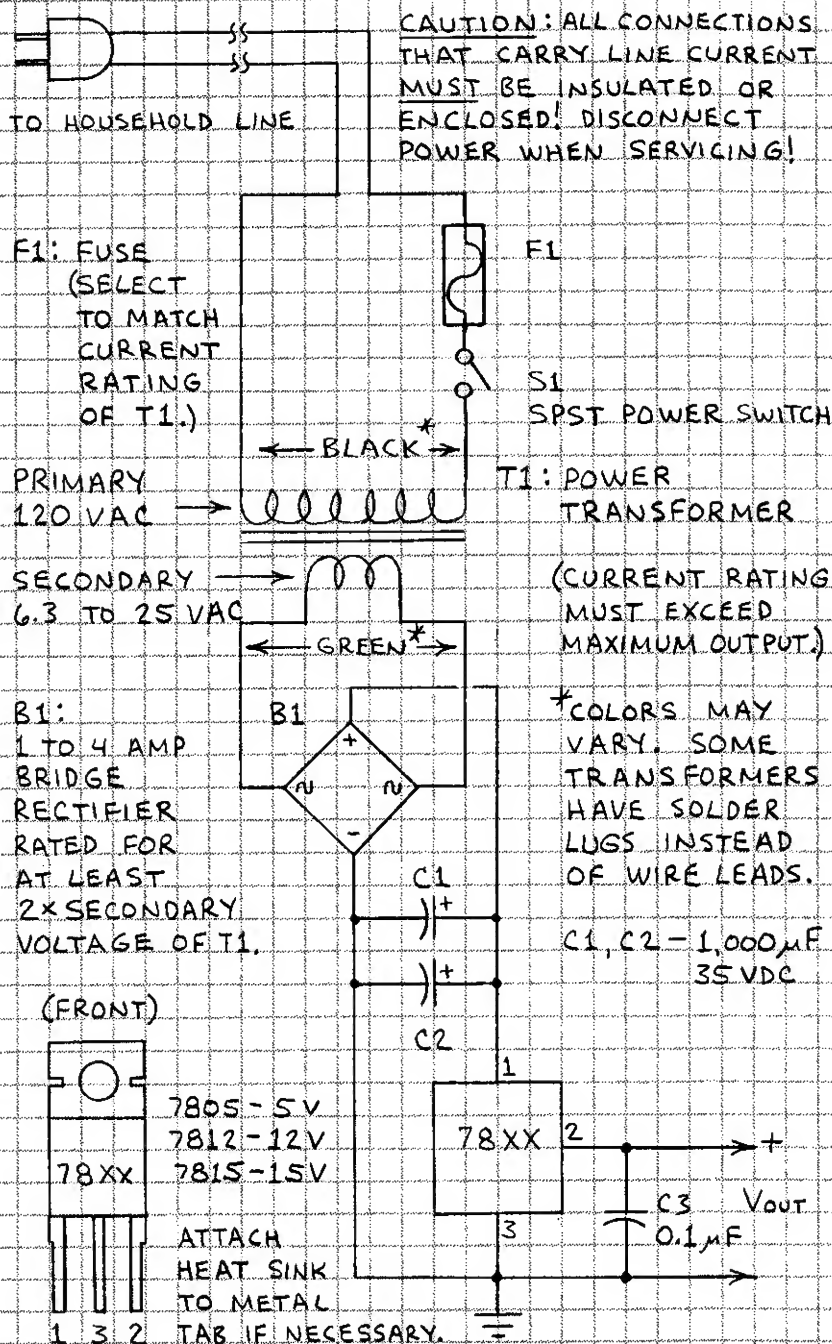 CAUTION: ALL CONNECTIONS
THAT CARRY LINE CURRENT
MUST BE INSULATED OR
ENCLOSED! DISCONNECT
POWER WHEN SERVICING!
TO HOUSEHOLD LINE
F1: FUSE
(SELECT
TO MATCH
CURRENT
RATING
OF T1.)
F1
S1
SPST POWER SWITCH
BLACK*
PRIMARY
120 VAC
T1: POWER
TRANSFORMER
SECONDARY
6.3 TO 25 VAC
(CURRENT RATING
MUST EXCEED
MAXIMUM OUTPUT.)
GREEN*
B1:
1 TO 4 AMP
BRIDGE
RECTIFIER
RATED FOR
AT LEAST
2×SECONDARY
VOLTAGE OF T1.
B1
+
~ ~
-
*COLORS MAY
VARY. SOME
TRANSFORMERS
HAVE SOLDER
LUGS INSTEAD
OF WIRE LEADS.
C1
+
+
C2
C1, C2 - 1,000µF
35 VDC
(FRONT)
78XX
1 3 2
7805-5V
7812-12V
7815-15V
ATTACH
HEAT SINK
TO METAL
TAB IF NECESSARY.
1
78XX 2
3
+
C3
0.1µF
VOUT